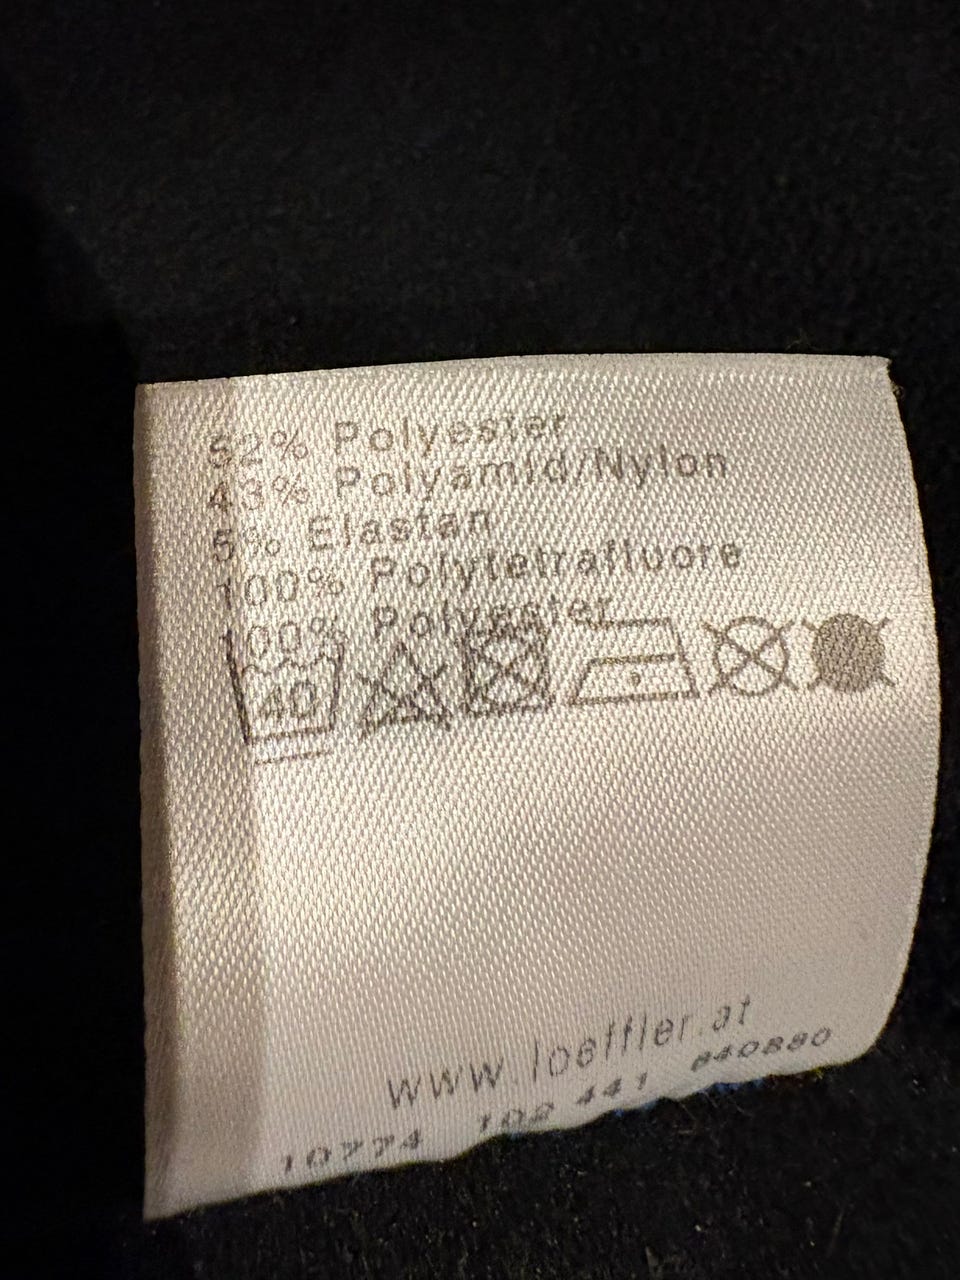 52% Polyester
43% Polyamid/Nylon
5% Elastan
100% Polytetrafluore
100% Polyester
40
www.loeffler.at
10774 102 441 840880